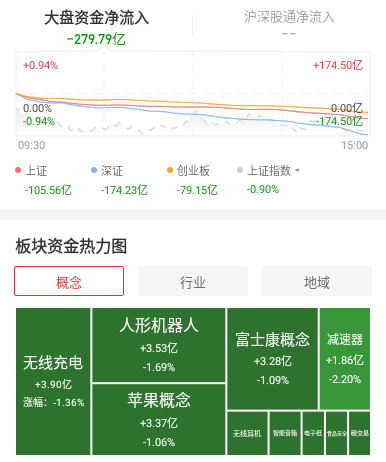 大盘资金净流入
沪深股通净流入
-279.79亿
--
+0.94%
+174.50亿
0.00%
0.00亿
-0.94%
-174.50亿
09:30
15:00
上证
深证
创业板
上证指数
-105.56亿
-174.23亿
-79.15亿
-0.90%
板块资金热力图
概念
行业
地域
无线充电
+3.90亿
涨幅：-1.36%
人形机器人
+3.53亿
-1.69%
苹果概念
+3.37亿
-1.06%
富士康概念
+3.28亿
-1.09%
减速器
+1.86亿
-2.20%
无线耳机
智能音箱
电子纸
食品安全
碳交易